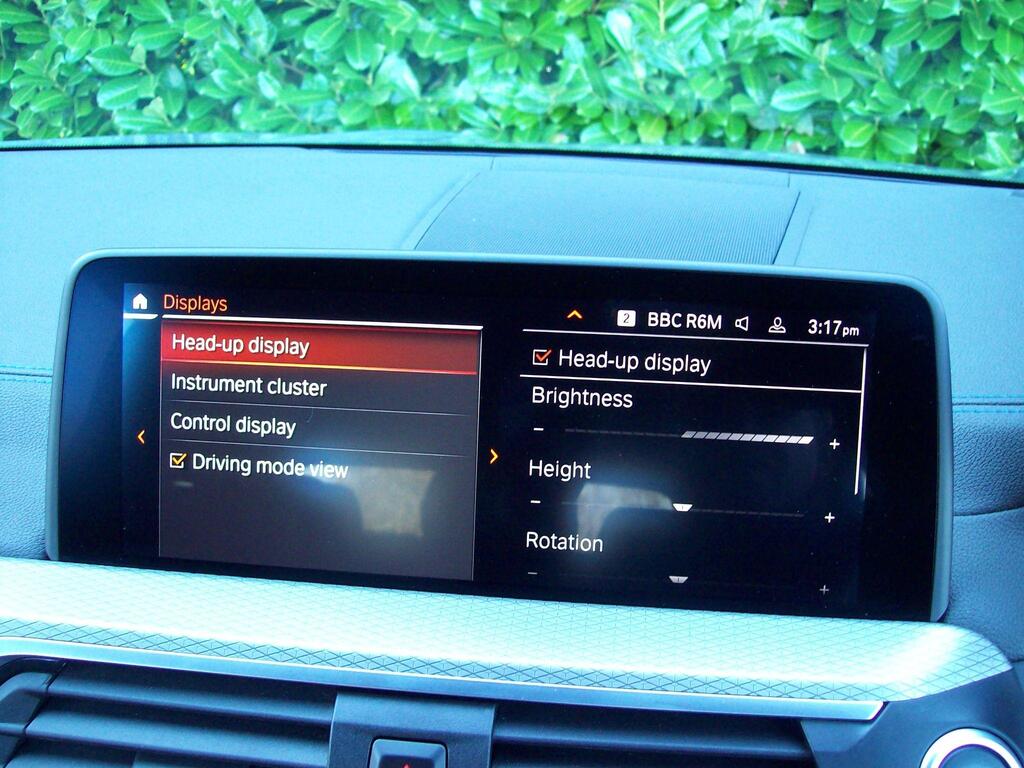 Displays
2 BBC R6M 3:17pm
Head-up display
Instrument cluster
Control display
Driving mode view
Head-up display
Brightness
- +
Height
- +
Rotation
- +